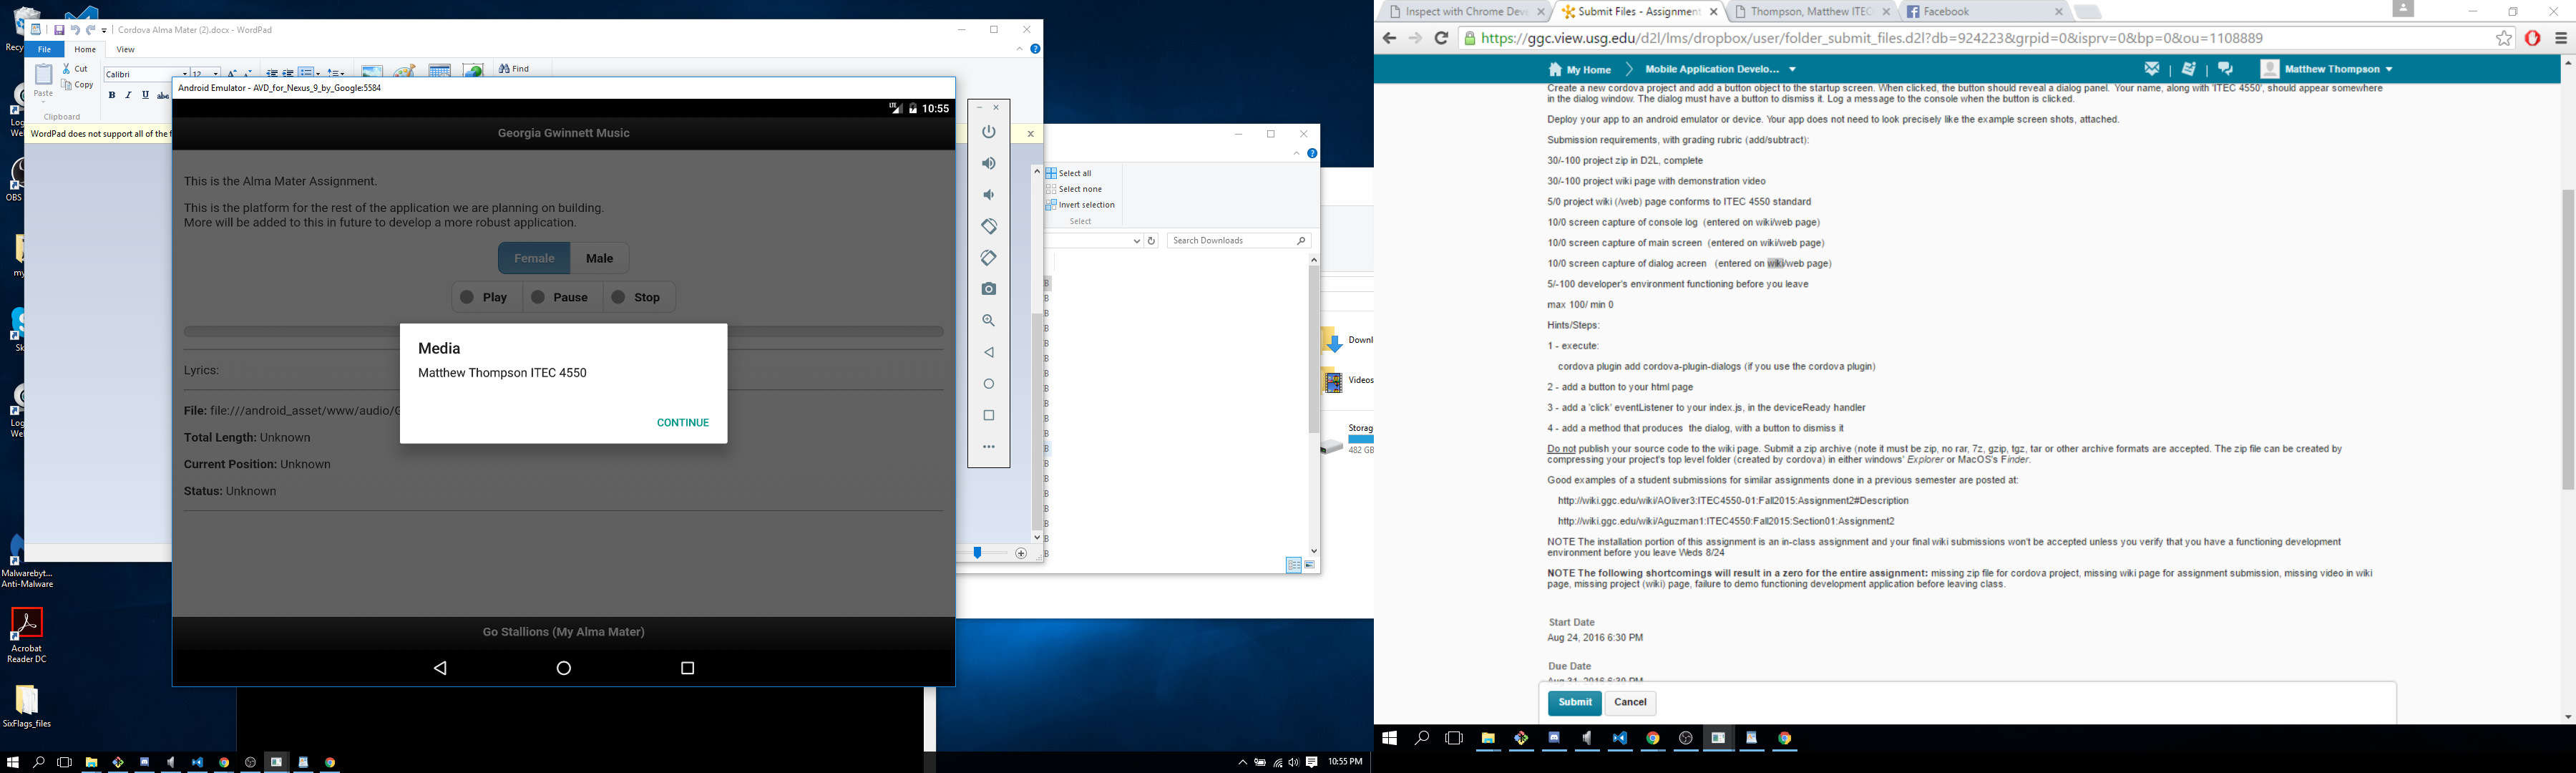 Cordova Alma Mater (2).docx - WordPad
File Home View
Paste
Cut
Copy
Clipboard
Calibri 12
B I U abc
Find
WordPad does not support all of the f
Android Emulator - AVD_for_Nexus_9_by_Google:5584
LTE 10:55
Georgia Gwinnett Music
This is the Alma Mater Assignment.
This is the platform for the rest of the application we are planning on building.
More will be added to this in future to develop a more robust application.
Female Male
Play Pause Stop
Media
Matthew Thompson ITEC 4550
CONTINUE
Lyrics:
File: file:///android_asset/www/audio/G
Total Length: Unknown
Current Position: Unknown
Status: Unknown
Go Stallions (My Alma Mater)
Select all
Select none
Invert selection
Select
Search Downloads
Downl
Videos
Storag
482 GB
Recy
Log
We
OBS
my
Sk
Log
We
Malwarebyt...
Anti-Malware
Acrobat
Reader DC
SixFlags_files
10:55 PM
Inspect with Chrome Dev
Submit Files - Assignment
Thompson, Matthew ITEC
Facebook
https://ggc.view.usg.edu/d2l/lms/dropbox/user/folder_submit_files.d2l?db=924223&grpid=0&isprv=0&bp=0&ou=1108889
My Home Mobile Application Develo... Matthew Thompson
Create a new cordova project and add a button object to the startup screen. When clicked, the button should reveal a dialog panel. Your name, along with 'ITEC 4550', should appear somewhere
in the dialog window. The dialog must have a button to dismiss it. Log a message to the console when the button is clicked.
Deploy your app to an android emulator or device. Your app does not need to look precisely like the example screen shots, attached.
Submission requirements, with grading rubric (add/subtract):
30/-100 project zip in D2L, complete
30/-100 project wiki page with demonstration video
5/0 project wiki (/web) page conforms to ITEC 4550 standard
10/0 screen capture of console log (entered on wiki/web page)
10/0 screen capture of main screen (entered on wiki/web page)
10/0 screen capture of dialog acreen (entered on wiki/web page)
5/-100 developer's environment functioning before you leave
max 100/ min 0
Hints/Steps:
1 - execute:
cordova plugin add cordova-plugin-dialogs (if you use the cordova plugin)
2 - add a button to your html page
3 - add a 'click' eventListener to your index.js, in the deviceReady handler
4 - add a method that produces the dialog, with a button to dismiss it
Do not publish your source code to the wiki page. Submit a zip archive (note it must be zip, no rar, 7z, gzip, tgz, tar or other archive formats are accepted. The zip file can be created by
compressing your project's top level folder (created by cordova) in either windows' Explorer or MacOS's Finder.
Good examples of a student submissions for similar assignments done in a previous semester are posted at:
http://wiki.ggc.edu/wiki/AOliver3:ITEC4550-01:Fall2015:Assignment2#Description
http://wiki.ggc.edu/wiki/Aguzman1:ITEC4550:Fall2015:Section01:Assignment2
NOTE The installation portion of this assignment is an in-class assignment and your final wiki submissions won't be accepted unless you verify that you have a functioning development
environment before you leave Weds 8/24
NOTE The following shortcomings will result in a zero for the entire assignment: missing zip file for cordova project, missing wiki page for assignment submission, missing video in wiki
page, missing project (wiki) page, failure to demo functioning development application before leaving class.
Start Date
Aug 24, 2016 6:30 PM
Due Date
Aug 31, 2016 6:30 PM
Submit Cancel